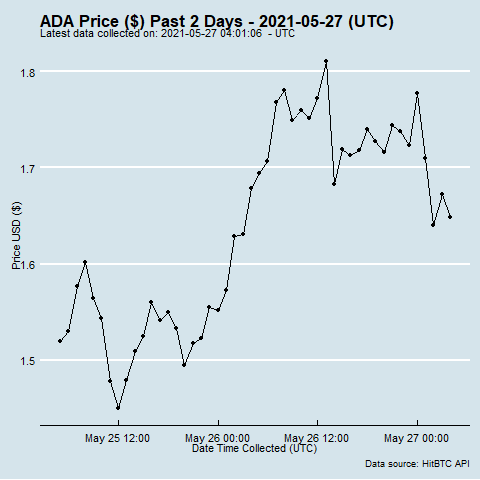 ADA Price ($) Past 2 Days - 2021-05-27 (UTC)
Latest data collected on: 2021-05-27 04:01:06  - UTC
1.8
1.7
1.6
1.5
Price USD ($)
May 25 12:00
May 26 00:00
May 26 12:00
May 27 00:00
Date Time Collected (UTC)
Data source: HitBTC API